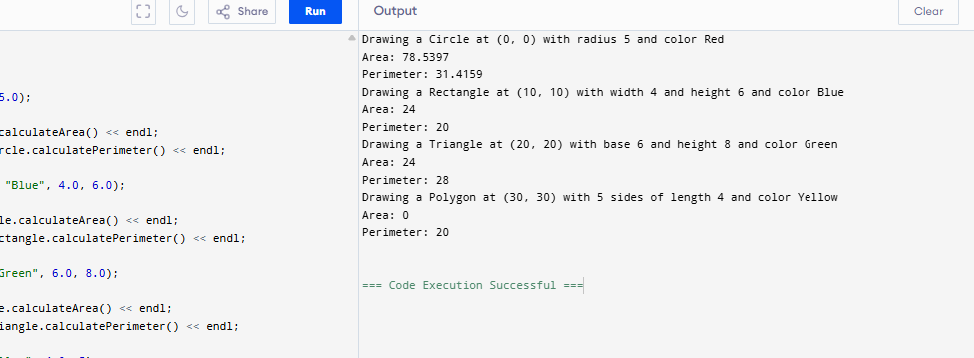 Share
Run
Output
Clear
5.0);
calculateArea() << endl;
rcle.calculatePerimeter() << endl;
"Blue", 4.0, 6.0);
le.calculateArea() << endl;
ctangle.calculatePerimeter() << endl;
Green", 6.0, 8.0);
e.calculateArea() << endl;
iangle.calculatePerimeter() << endl;
Drawing a Circle at (0, 0) with radius 5 and color Red
Area: 78.5397
Perimeter: 31.4159
Drawing a Rectangle at (10, 10) with width 4 and height 6 and color Blue
Area: 24
Perimeter: 20
Drawing a Triangle at (20, 20) with base 6 and height 8 and color Green
Area: 24
Perimeter: 28
Drawing a Polygon at (30, 30) with 5 sides of length 4 and color Yellow
Area: 0
Perimeter: 20
=== Code Execution Successful ===